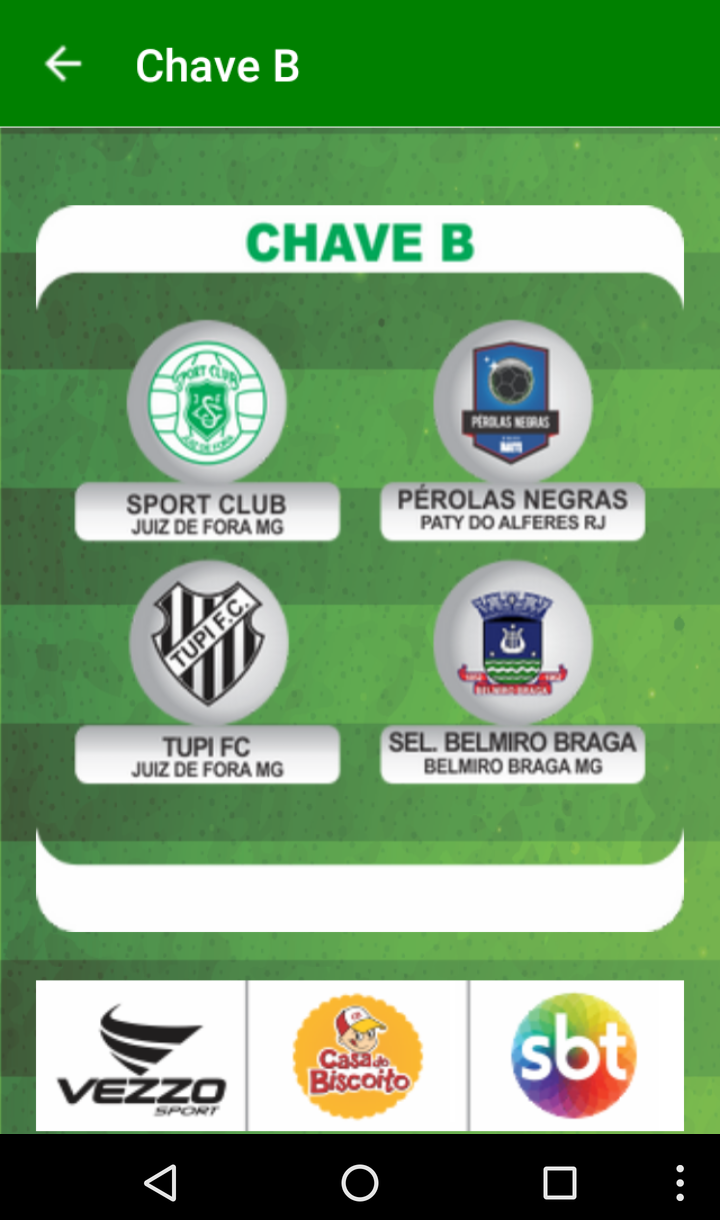 Chave B
CHAVE B
SPORT CLUB
JUIZ DE FORA
SPORT CLUB
JUIZ DE FORA MG
PÉROLAS NEGRAS
PÉROLAS NEGRAS
PATY DO ALFERES RJ
TUPI F.C.
TUPI FC
JUIZ DE FORA MG
BELMIRO BRAGA
SEL. BELMIRO BRAGA
BELMIRO BRAGA MG
VEZZO
SPORT
Casa do
Biscoito
sbt